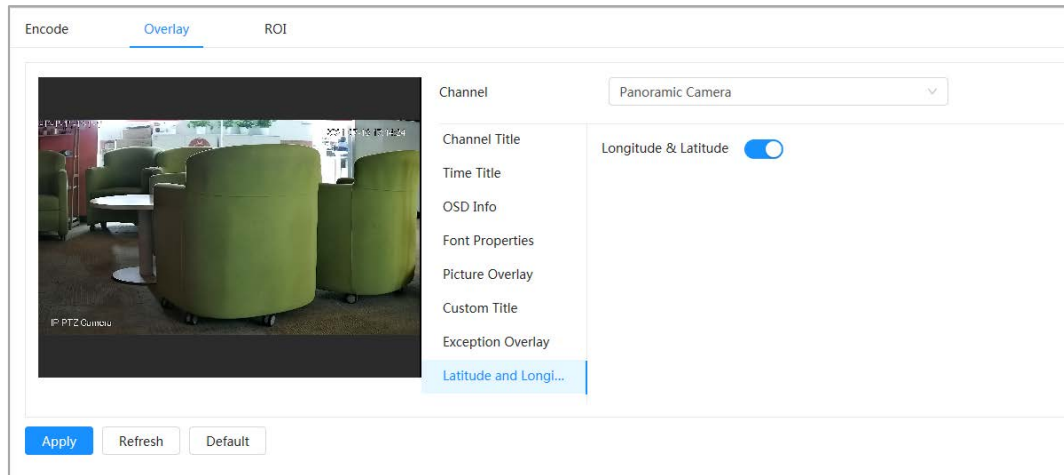 Encode Overlay ROI
Channel Panoramic Camera
Channel Title
Longitude & Latitude
Time Title
OSD Info
Font Properties
Picture Overlay
Custom Title
Exception Overlay
Latitude and Longi...
IP PTZ Camera
Apply Refresh Default